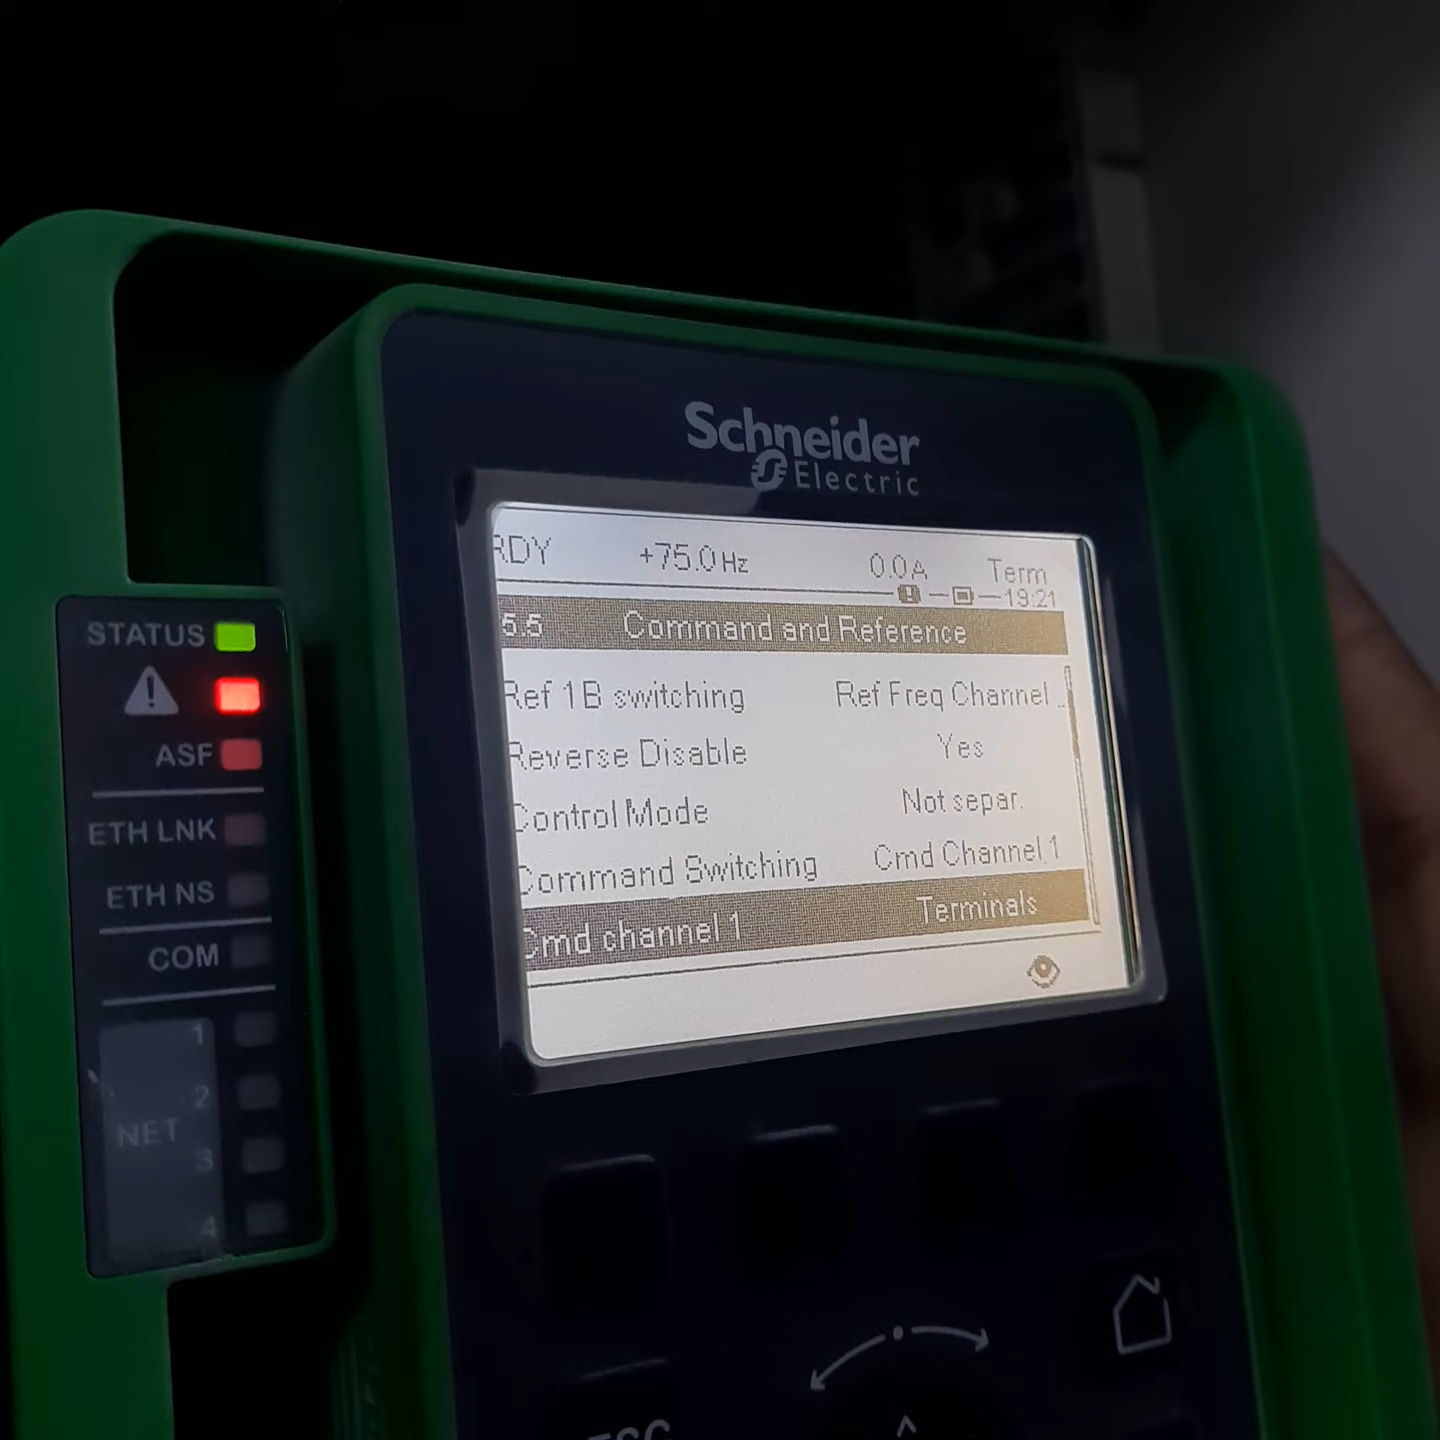 Schneider
Electric
RDY +75.0Hz 0.0A Term
19:21
5.5 Command and Reference
Ref 1B switching Ref Freq Channel ..
Reverse Disable Yes
Control Mode Not separ.
Command Switching Cmd Channel 1
Cmd channel 1 Terminals
STATUS
ASF
ETH LNK
ETH NS
COM
NET
1
2
3
4
ESC